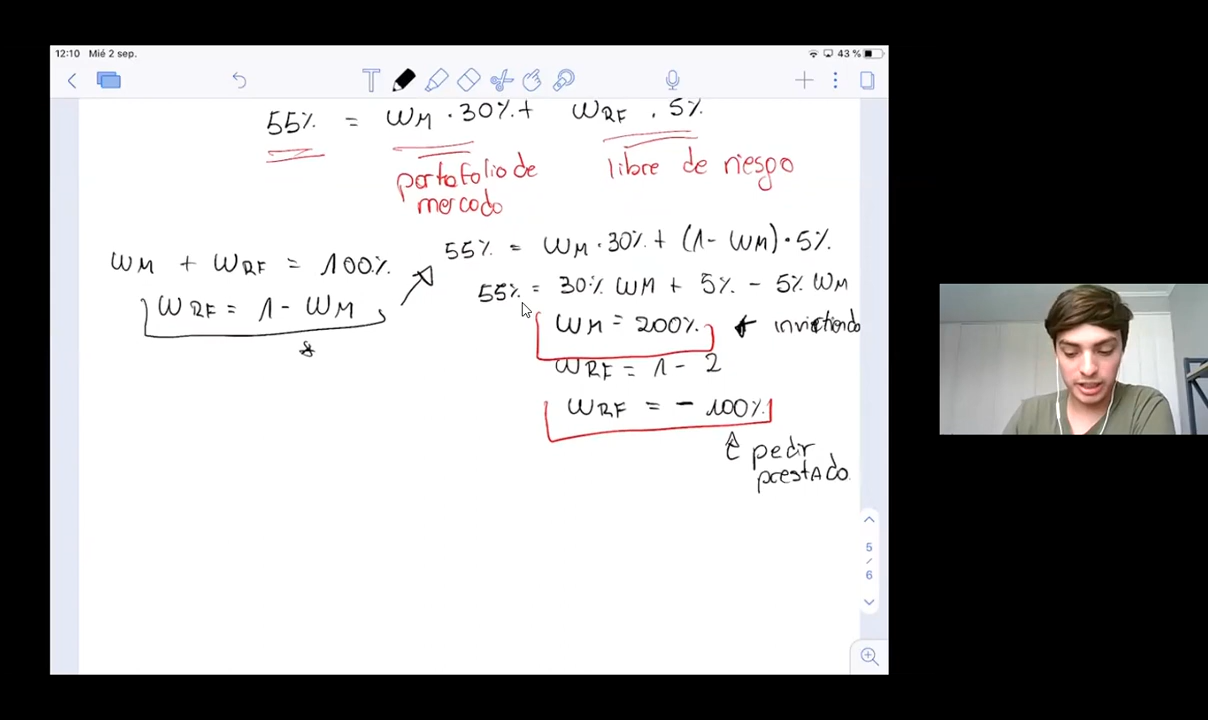 12:10 Mié 2 sep.
43 %
T
55% = WM . 30% + WRF . 5%
portafolio de mercado
libre de riesgo
WM + WRF = 100%
WRF = 1 - WM
*
55% = WM . 30% + (1 - WM) . 5%
55% = 30% WM + 5% - 5% WM
WM = 200%
WRF = 1 - 2
WRF = - 100%
pedir
prestado
5
/
6